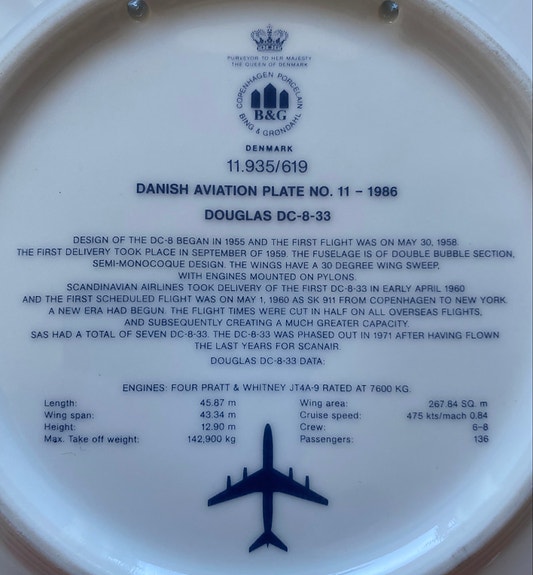 PURVEYOR TO HER MAJESTY
THE QUEEN OF DENMARK
COPENHAGEN PORCELAIN
B&G
BING & GRØNDAHL
DENMARK
11.935/619
DANISH AVIATION PLATE NO. 11 – 1986
DOUGLAS DC-8-33
DESIGN OF THE DC-8 BEGAN IN 1955 AND THE FIRST FLIGHT WAS ON MAY 30, 1958.
THE FIRST DELIVERY TOOK PLACE IN SEPTEMBER OF 1959. THE FUSELAGE IS OF DOUBLE BUBBLE SECTION,
SEMI-MONOCOQUE DESIGN. THE WINGS HAVE A 30 DEGREE WING SWEEP,
WITH ENGINES MOUNTED ON PYLONS.
SCANDINAVIAN AIRLINES TOOK DELIVERY OF THE FIRST DC-8-33 IN EARLY APRIL 1960
AND THE FIRST SCHEDULED FLIGHT WAS ON MAY 1, 1960 AS SK 911 FROM COPENHAGEN TO NEW YORK.
A NEW ERA HAD BEGUN. THE FLIGHT TIMES WERE CUT IN HALF ON ALL OVERSEAS FLIGHTS,
AND SUBSEQUENTLY CREATING A MUCH GREATER CAPACITY.
SAS HAD A TOTAL OF SEVEN DC-8-33. THE DC-8-33 WAS PHASED OUT IN 1971 AFTER HAVING FLOWN
THE LAST YEARS FOR SCANAIR.
DOUGLAS DC-8-33 DATA:
ENGINES: FOUR PRATT & WHITNEY JT4A-9 RATED AT 7600 KG.
Length: 45.87 m Wing area: 267.84 SQ. m
Wing span: 43.34 m Cruise speed: 475 kts/mach 0.84
Height: 12.90 m Crew: 6–8
Max. Take off weight: 142,900 kg Passengers: 136